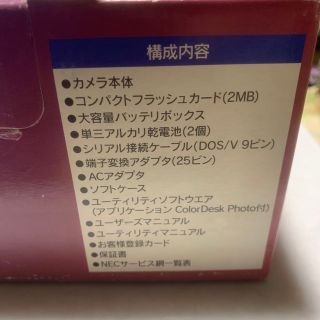 構成内容
●カメラ本体
●コンパクトフラッシュカード(2MB)
●大容量バッテリボックス
●単三アルカリ乾電池(2個)
●シリアル接続ケーブル(DOS/V 9ピン)
●端子変換アダプタ(25ピン)
●ACアダプタ
●ソフトケース
●ユーティリティソフトウエア
(アプリケーション ColorDesk Photo付)
●ユーザーズマニュアル
●ユーティリティマニュアル
●お客様登録カード
●保証書
●NECサービス網一覧表